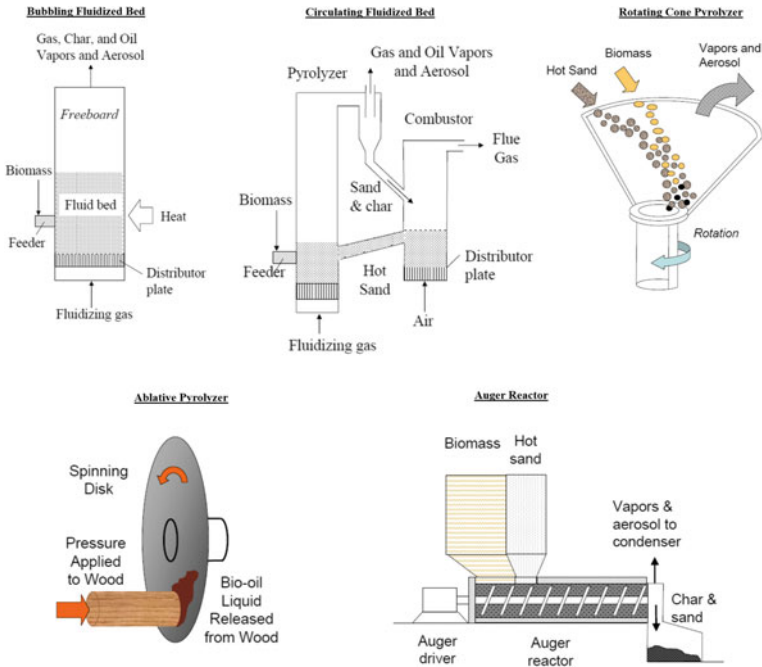 Bubbling Fluidized Bed
Gas, Char, and Oil
Vapors and Aerosol
Freeboard
Biomass
Fluid bed
Feeder
Heat
Distributor
plate
Fluidizing gas
Circulating Fluidized Bed
Gas and Oil Vapors
and Aerosol
Pyrolyzer
Combustor
Flue
Gas
Sand
& char
Biomass
Feeder
Hot
Sand
Distributor
plate
Air
Fluidizing gas
Rotating Cone Pyrolyzer
Vapors and
Aerosol
Biomass
Hot Sand
Rotation
Ablative Pyrolyzer
Spinning
Disk
Pressure
Applied
to Wood
Bio-oil
Liquid
Released
from Wood
Auger Reactor
Biomass
Hot
sand
Vapors &
aerosol to
condenser
Char &
sand
Auger
driver
Auger
reactor